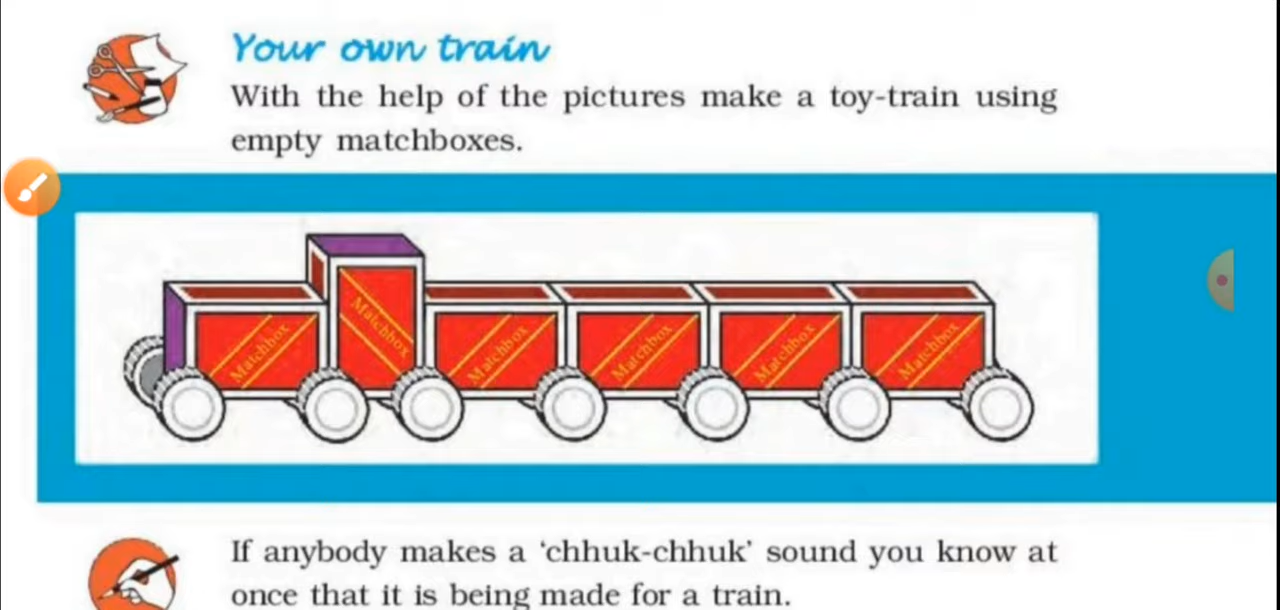 Your own train
With the help of the pictures make a toy-train using
empty matchboxes.
Matchbox
Matchbox
Matchbox
Matchbox
Matchbox
Matchbox
If anybody makes a ‘chhuk-chhuk’ sound you know at
once that it is being made for a train.